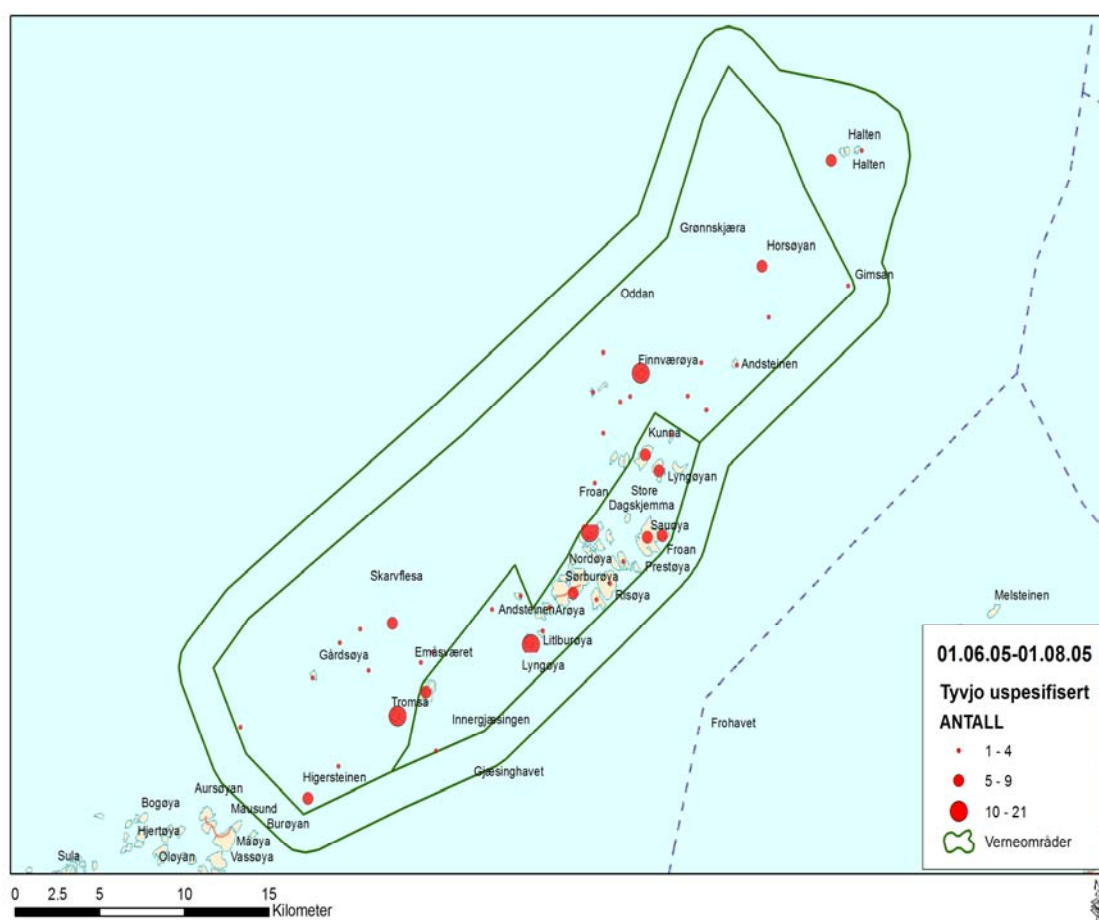 Halten
Halten
Grønnskjæra
Horsøyan
Gimsan
Oddan
Finnværøya
Andsteinen
Kunna
Lyngøyan
Froan
Store
Dagskjemma
Sauøya
Froan
Nordøya
Prestøya
Sørburøya
Skarvflesa
Risøya
Melsteinen
Andsteinen
Arøya
Litlburøya
Gårdsøya
Emesværet
Lyngøya
Tromsa
Innergjæsingen
Frohavet
Gjæsinghavet
Higersteinen
Aursøyan
Bogøya
Mausund
Burøyan
Hjertøya
Måøya
Sula
Oløyan
Vassøya
01.06.05-01.08.05
Tyvjo uspesifisert
ANTALL
1 - 4
5 - 9
10 - 21
Verneområder
0 2.5 5 10 15
Kilometer